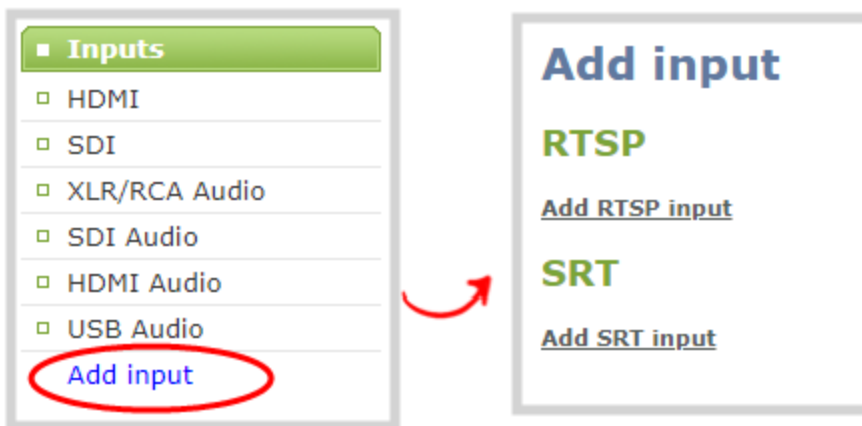 Inputs
HDMI
SDI
XLR/RCA Audio
SDI Audio
HDMI Audio
USB Audio
Add input
Add input
RTSP
Add RTSP input
SRT
Add SRT input